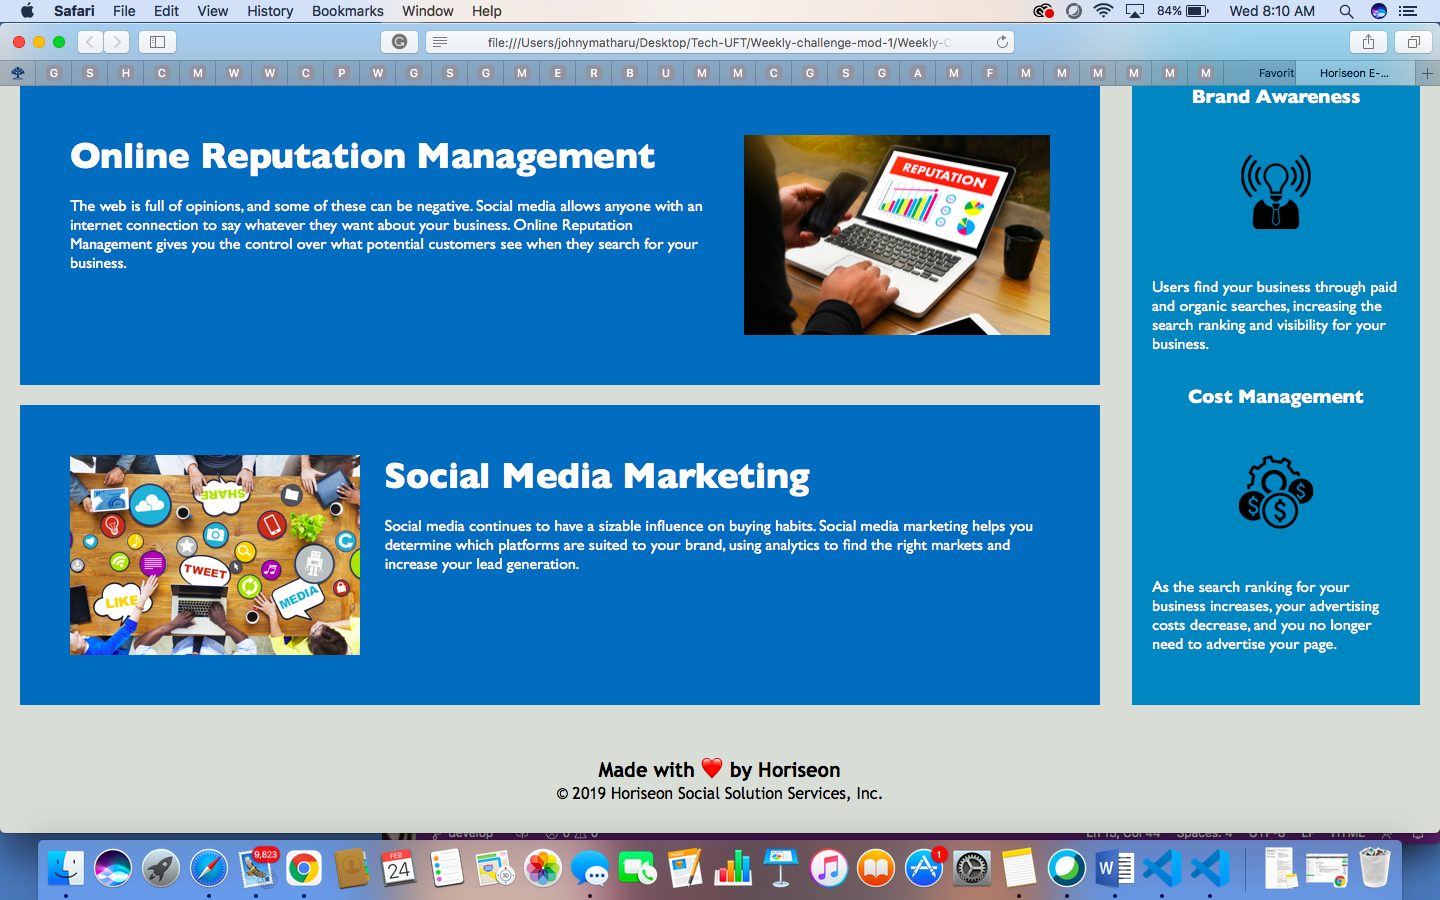 Safari File Edit View History Bookmarks Window Help 84% Wed 8:10 AM
file:///Users/johnymatharu/Desktop/Tech-UFT/Weekly-challenge-mod-1/Weekly-C
G S H C M W W C P W G S G M E R B U M M C G S G A M F M M M M M M Favorit Horiseon E-...
Online Reputation Management
The web is full of opinions, and some of these can be negative. Social media allows anyone with an
internet connection to say whatever they want about your business. Online Reputation
Management gives you the control over what potential customers see when they search for your
business.
REPUTATION
Brand Awareness
Users find your business through paid
and organic searches, increasing the
search ranking and visibility for your
business.
Cost Management
As the search ranking for your
business increases, your advertising
costs decrease, and you no longer
need to advertise your page.
SHARE
TWEET
LIKE
MEDIA
Social Media Marketing
Social media continues to have a sizable influence on buying habits. Social media marketing helps you
determine which platforms are suited to your brand, using analytics to find the right markets and
increase your lead generation.
Made with ❤️ by Horiseon
© 2019 Horiseon Social Solution Services, Inc.
develop
9,823
FEB
24
1